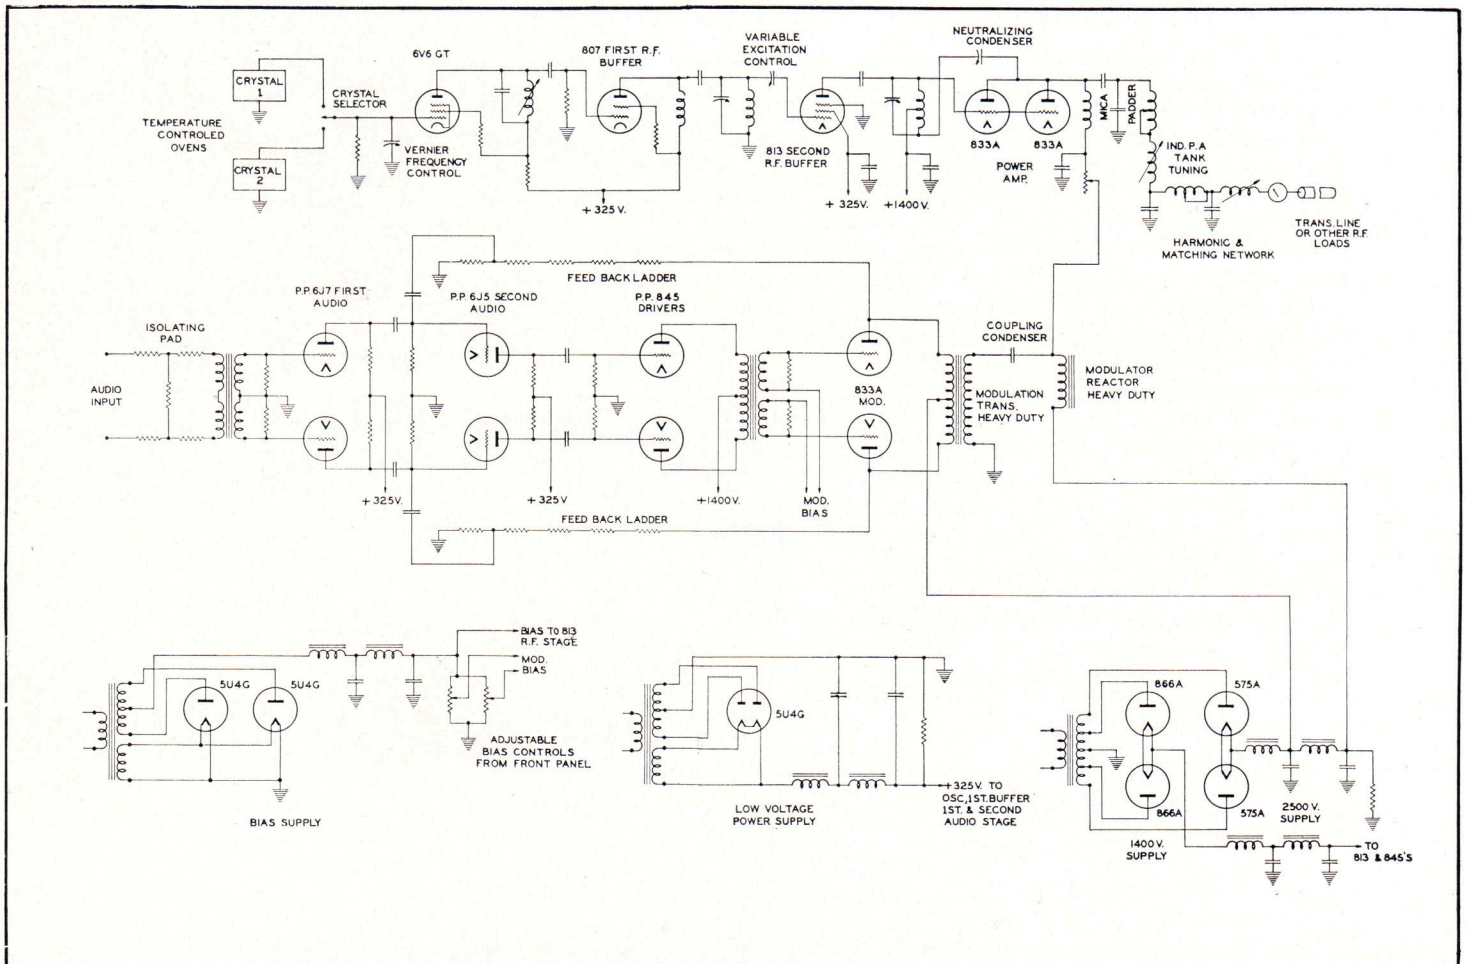 CRYSTAL
1
CRYSTAL
SELECTOR
TEMPERATURE
CONTROLED
OVENS
CRYSTAL
2
6V6 GT
VERNIER
FREQUENCY
CONTROL
807 FIRST R.F.
BUFFER
+ 325V.
VARIABLE
EXCITATION
CONTROL
813 SECOND
R.F. BUFFER
+ 325V.
+1400V.
NEUTRALIZING
CONDENSER
833A
833A
POWER
AMP.
MICA
PADDER
IND. P.A
TANK
TUNING
HARMONIC &
MATCHING NETWORK
TRANS. LINE
OR OTHER R.F.
LOADS
FEED BACK LADDER
ISOLATING
PAD
AUDIO
INPUT
P.P. 6J7 FIRST
AUDIO
P.P. 6J5 SECOND
AUDIO
P.P. 845
DRIVERS
833A
MOD.
COUPLING
CONDENSER
MODULATION
TRANS.
HEAVY DUTY
MODULATOR
REACTOR
HEAVY DUTY
+ 325V.
+ 325V
+1400V.
MOD.
BIAS
FEED BACK LADDER
BIAS TO 813
R.F. STAGE
MOD.
BIAS
5U4G
5U4G
ADJUSTABLE
BIAS CONTROLS
FROM FRONT PANEL
BIAS SUPPLY
5U4G
LOW VOLTAGE
POWER SUPPLY
+325V. TO
OSC, 1ST. BUFFER
1ST. & SECOND
AUDIO STAGE
866A
575A
866A
575A
2500 V.
SUPPLY
1400 V.
SUPPLY
TO
813 & 845'S